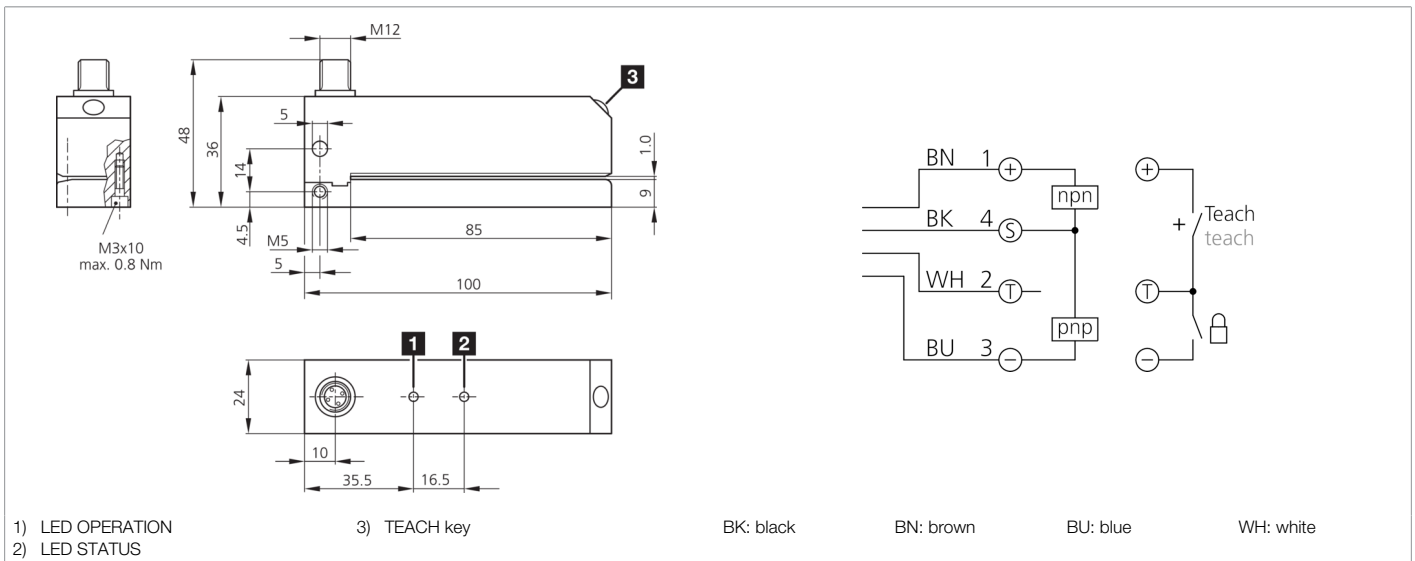 M12
3
5
48
36
14
1.0
9
4.5
M5
85
5
100
M3x10
max. 0.8 Nm
1 2
24
10
35.5 16.5
BN 1 +
npn
BK 4 S
WH 2 T
pnp
BU 3 −
+
+ Teach
teach
T
−
1) LED OPERATION 3) TEACH key BK: black BN: brown BU: blue WH: white
2) LED STATUS